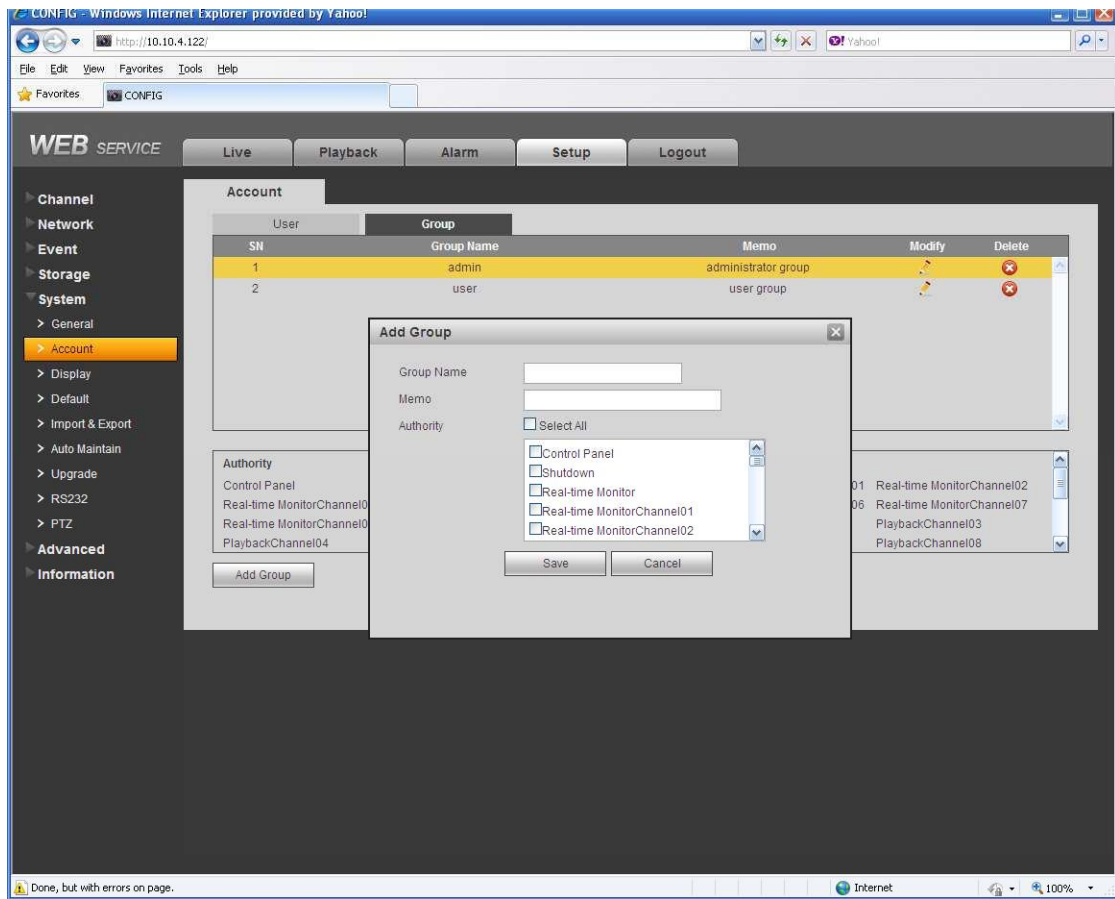 CONFIG - Windows Internet Explorer provided by Yahoo!
http://10.10.4.122/
Yahoo!
File Edit View Favorites Tools Help
Favorites CONFIG
WEB SERVICE
Live Playback Alarm Setup Logout
Channel
Network
Event
Storage
System
> General
> Account
> Display
> Default
> Import & Export
> Auto Maintain
> Upgrade
> RS232
> PTZ
Advanced
Information
Account
User Group
SN Group Name Memo Modify Delete
1 admin administrator group
2 user user group
Add Group
Group Name
Memo
Authority Select All
Control Panel
Shutdown
Real-time Monitor
Real-time MonitorChannel01
Real-time MonitorChannel02
Save Cancel
Authority
Control Panel 01 Real-time MonitorChannel02
Real-time MonitorChannel0 06 Real-time MonitorChannel07
Real-time MonitorChannel0 PlaybackChannel03
PlaybackChannel04 PlaybackChannel08
Add Group
Done, but with errors on page. Internet 100%